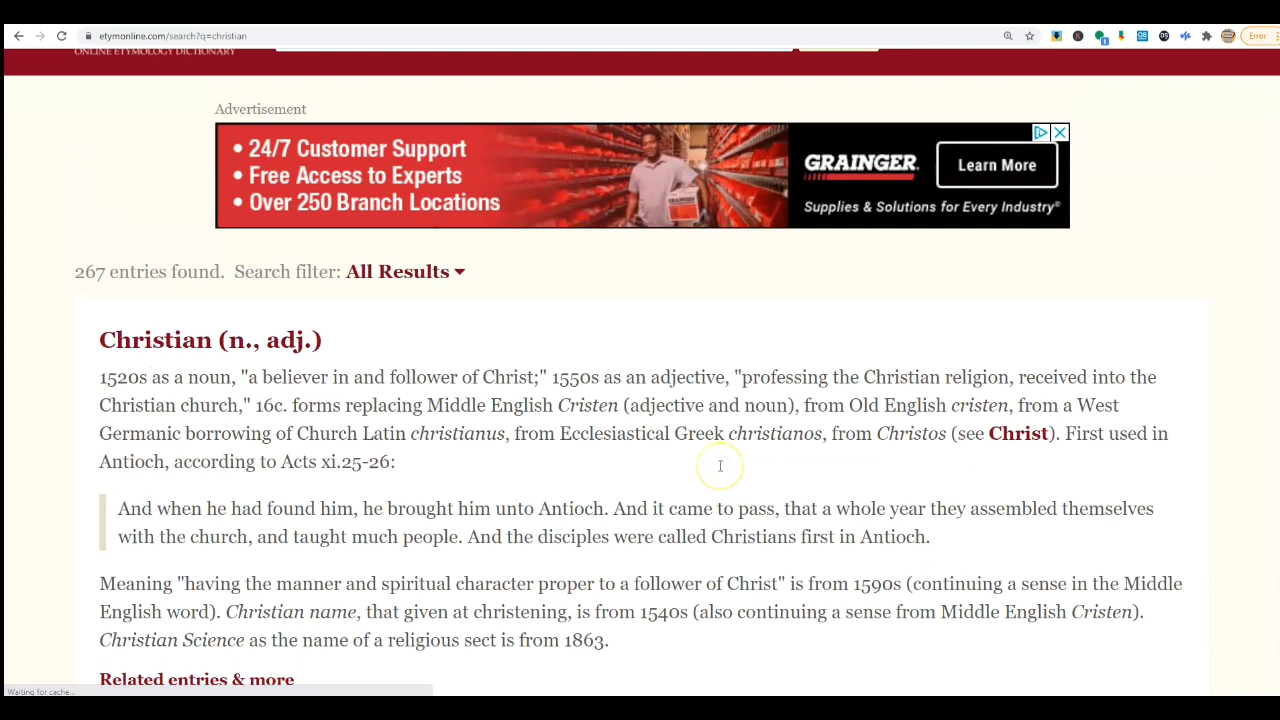 etymonline.com/search?q=christian
Error
ONLINE ETYMOLOGY DICTIONARY
Advertisement
• 24/7 Customer Support
• Free Access to Experts
• Over 250 Branch Locations
GRAINGER.
Learn More
Supplies & Solutions for Every Industry®
267 entries found. Search filter: All Results
Christian (n., adj.)
1520s as a noun, "a believer in and follower of Christ;" 1550s as an adjective, "professing the Christian religion, received into the
Christian church," 16c. forms replacing Middle English Cristen (adjective and noun), from Old English cristen, from a West
Germanic borrowing of Church Latin christianus, from Ecclesiastical Greek christianos, from Christos (see Christ). First used in
Antioch, according to Acts xi.25-26:
And when he had found him, he brought him unto Antioch. And it came to pass, that a whole year they assembled themselves
with the church, and taught much people. And the disciples were called Christians first in Antioch.
Meaning "having the manner and spiritual character proper to a follower of Christ" is from 1590s (continuing a sense in the Middle
English word). Christian name, that given at christening, is from 1540s (also continuing a sense from Middle English Cristen).
Christian Science as the name of a religious sect is from 1863.
Related entries & more
Waiting for cache...